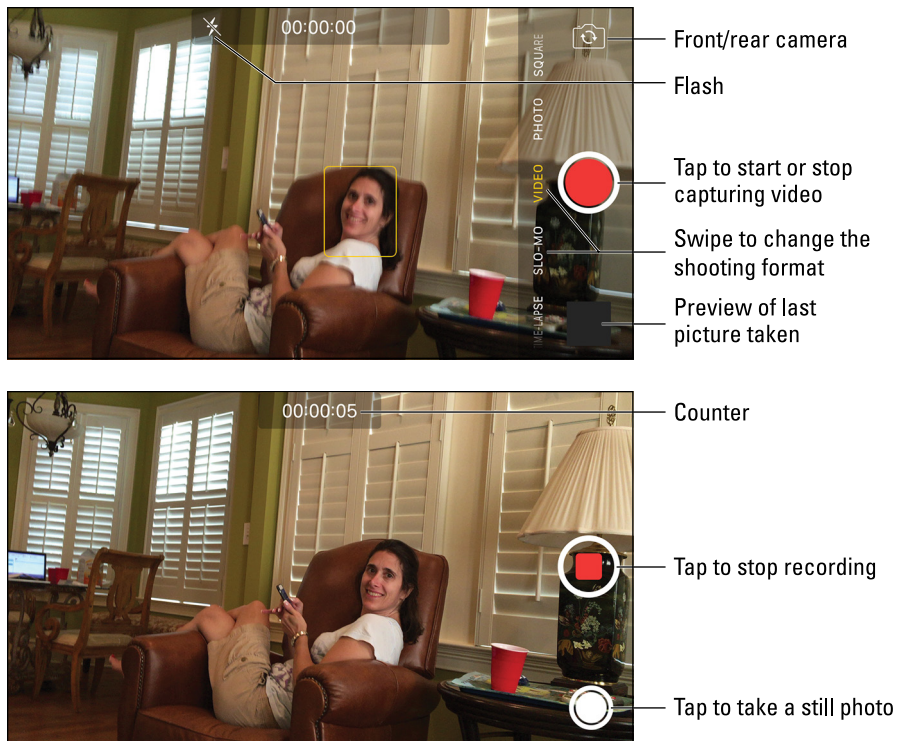 00:00:00
Front/rear camera
Flash
SQUARE
PHOTO
VIDEO
SLO-MO
TIME-LAPSE
Tap to start or stop
capturing video
Swipe to change the
shooting format
Preview of last
picture taken
00:00:05
Counter
Tap to stop recording
Tap to take a still photo